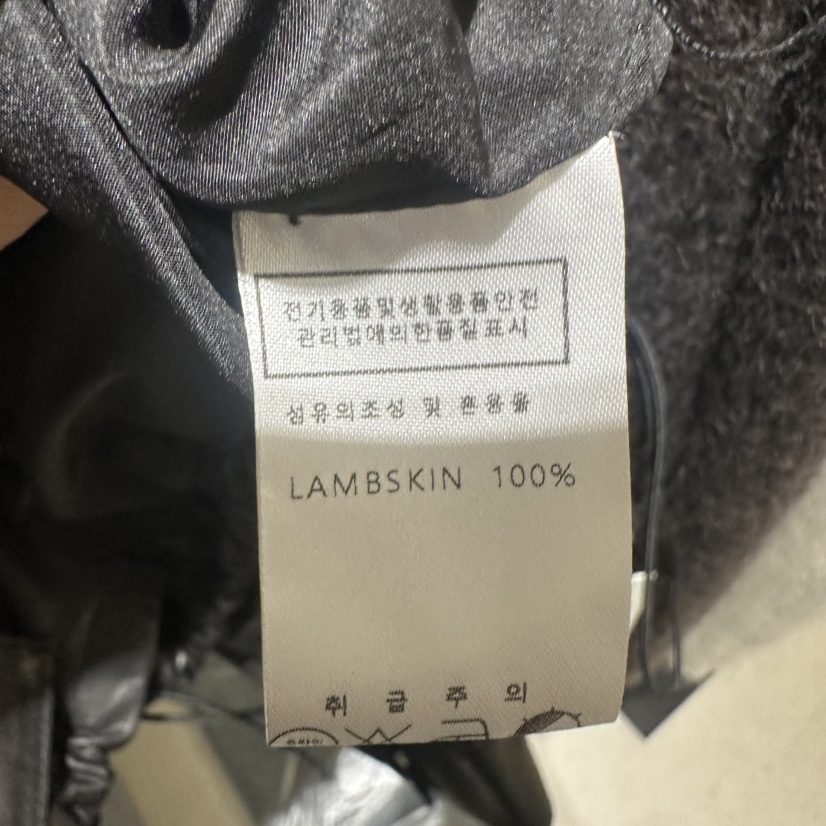 전기용품및생활용품안전
관리법에의한품질표시
섬유의조성 및 혼용율
LAMBSKIN 100%
취 급 주 의